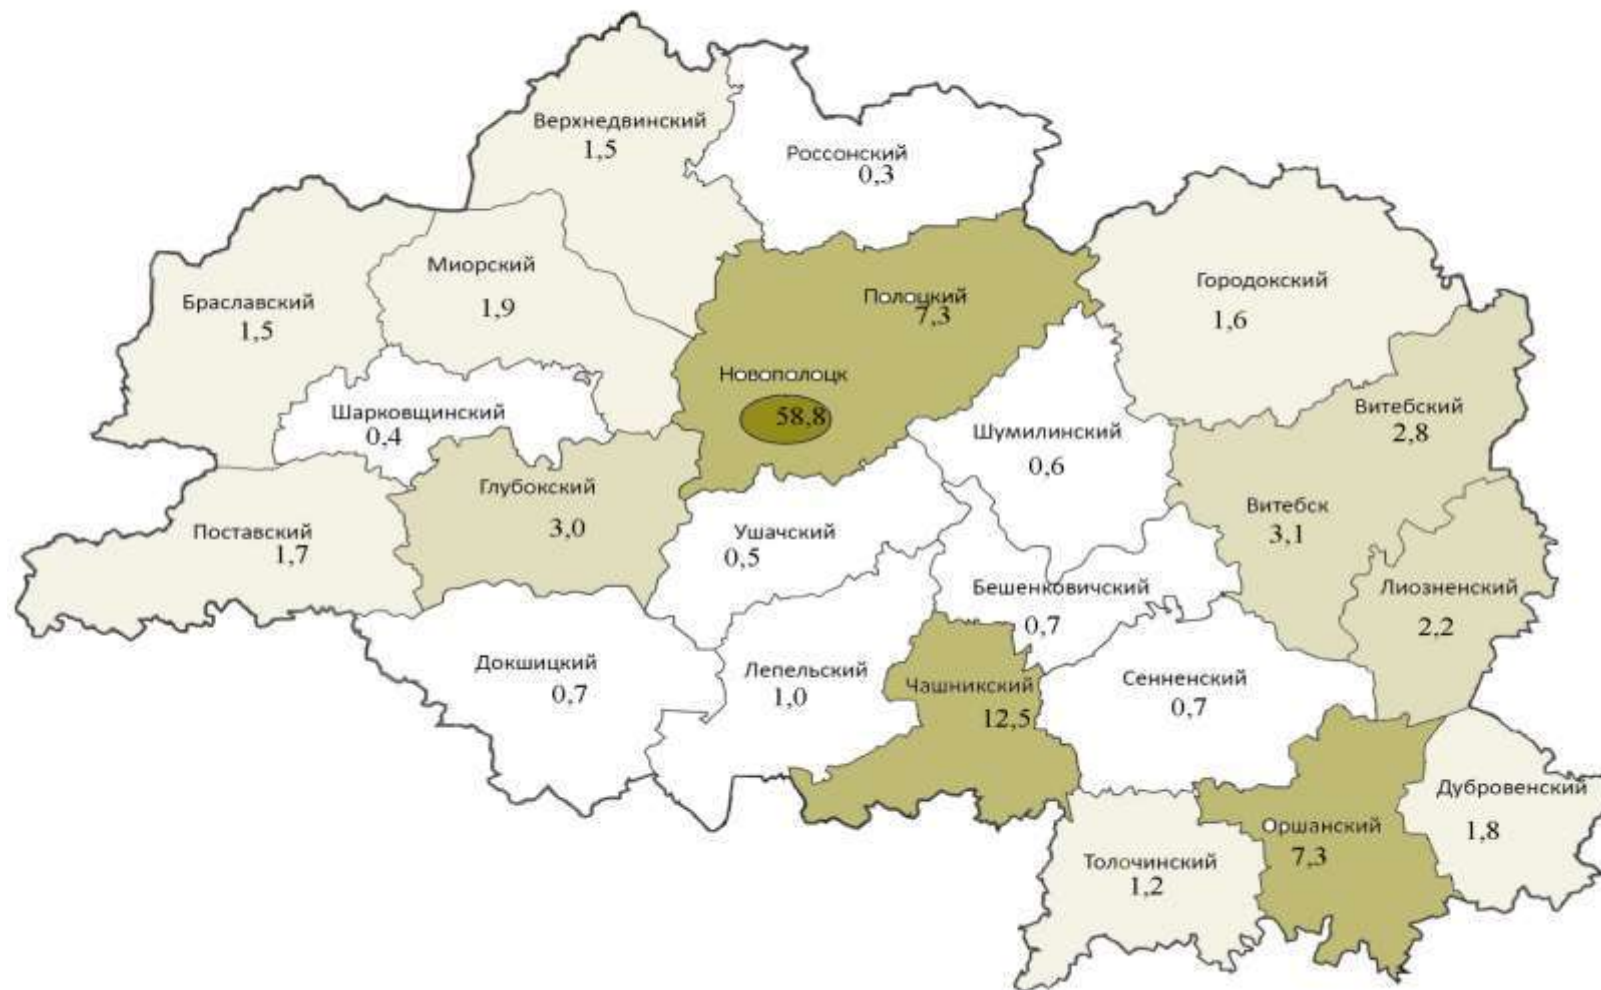 Верхнедвинский
1,5
Россонский
0,3
Миорский
1,9
Браславский
1,5
Полоцкий
7,3
Городокский
1,6
Новополоцк
58,8
Шарковщинский
0,4
Шумилинский
0,6
Витебский
2,8
Глубокский
3,0
Поставский
1,7
Ушачский
0,5
Витебск
3,1
Бешенковичский
0,7
Лиозненский
2,2
Докшицкий
0,7
Лепельский
1,0
Чашникский
12,5
Сенненский
0,7
Дубровенский
1,8
Оршанский
7,3
Толочинский
1,2